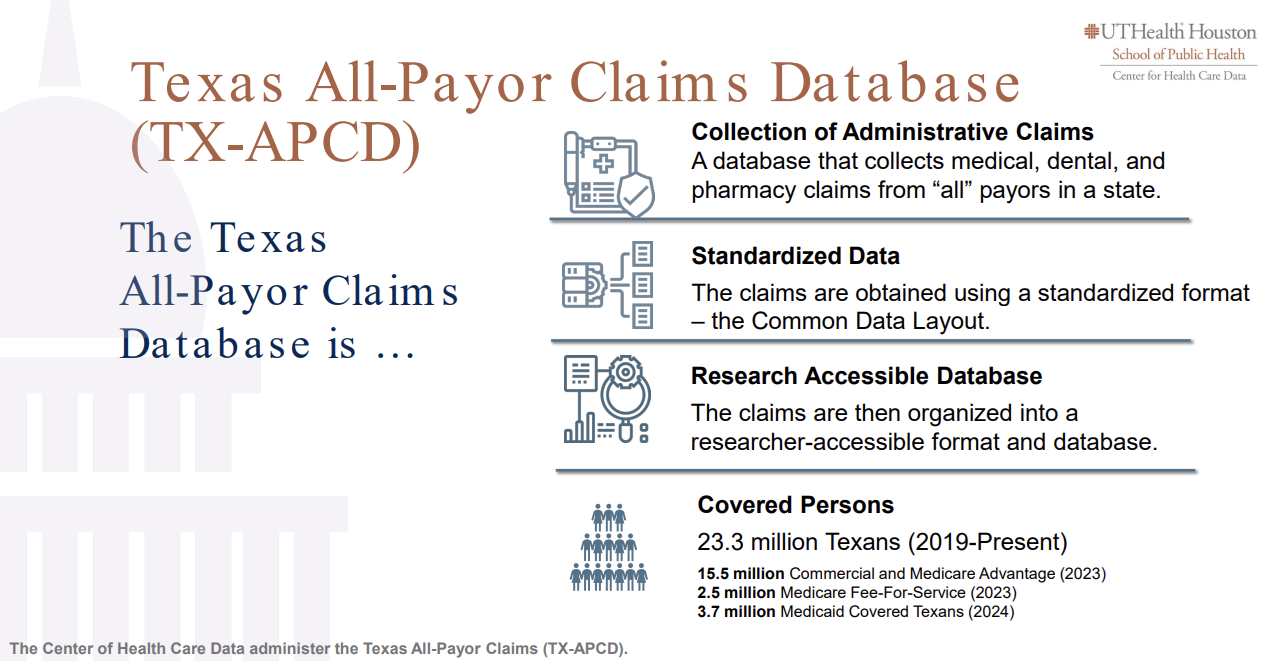 UTHealth Houston
School of Public Health
Center for Health Care Data
Texas All-Payor Claims Database
(TX-APCD)
The Texas
All-Payor Claims
Database is …
Collection of Administrative Claims
A database that collects medical, dental, and
pharmacy claims from “all” payors in a state.
Standardized Data
The claims are obtained using a standardized format
– the Common Data Layout.
Research Accessible Database
The claims are then organized into a
researcher-accessible format and database.
Covered Persons
23.3 million Texans (2019-Present)
15.5 million Commercial and Medicare Advantage (2023)
2.5 million Medicare Fee-For-Service (2023)
3.7 million Medicaid Covered Texans (2024)
The Center of Health Care Data administer the Texas All-Payor Claims (TX-APCD).